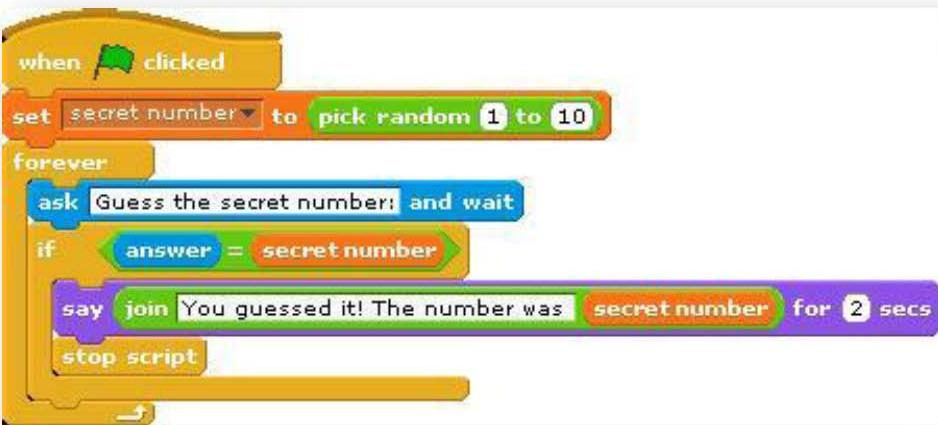 when clicked
set secret number to pick random 1 to 10
forever
ask Guess the secret number: and wait
if answer = secret number
say join You guessed it! The number was secret number for 2 secs
stop script